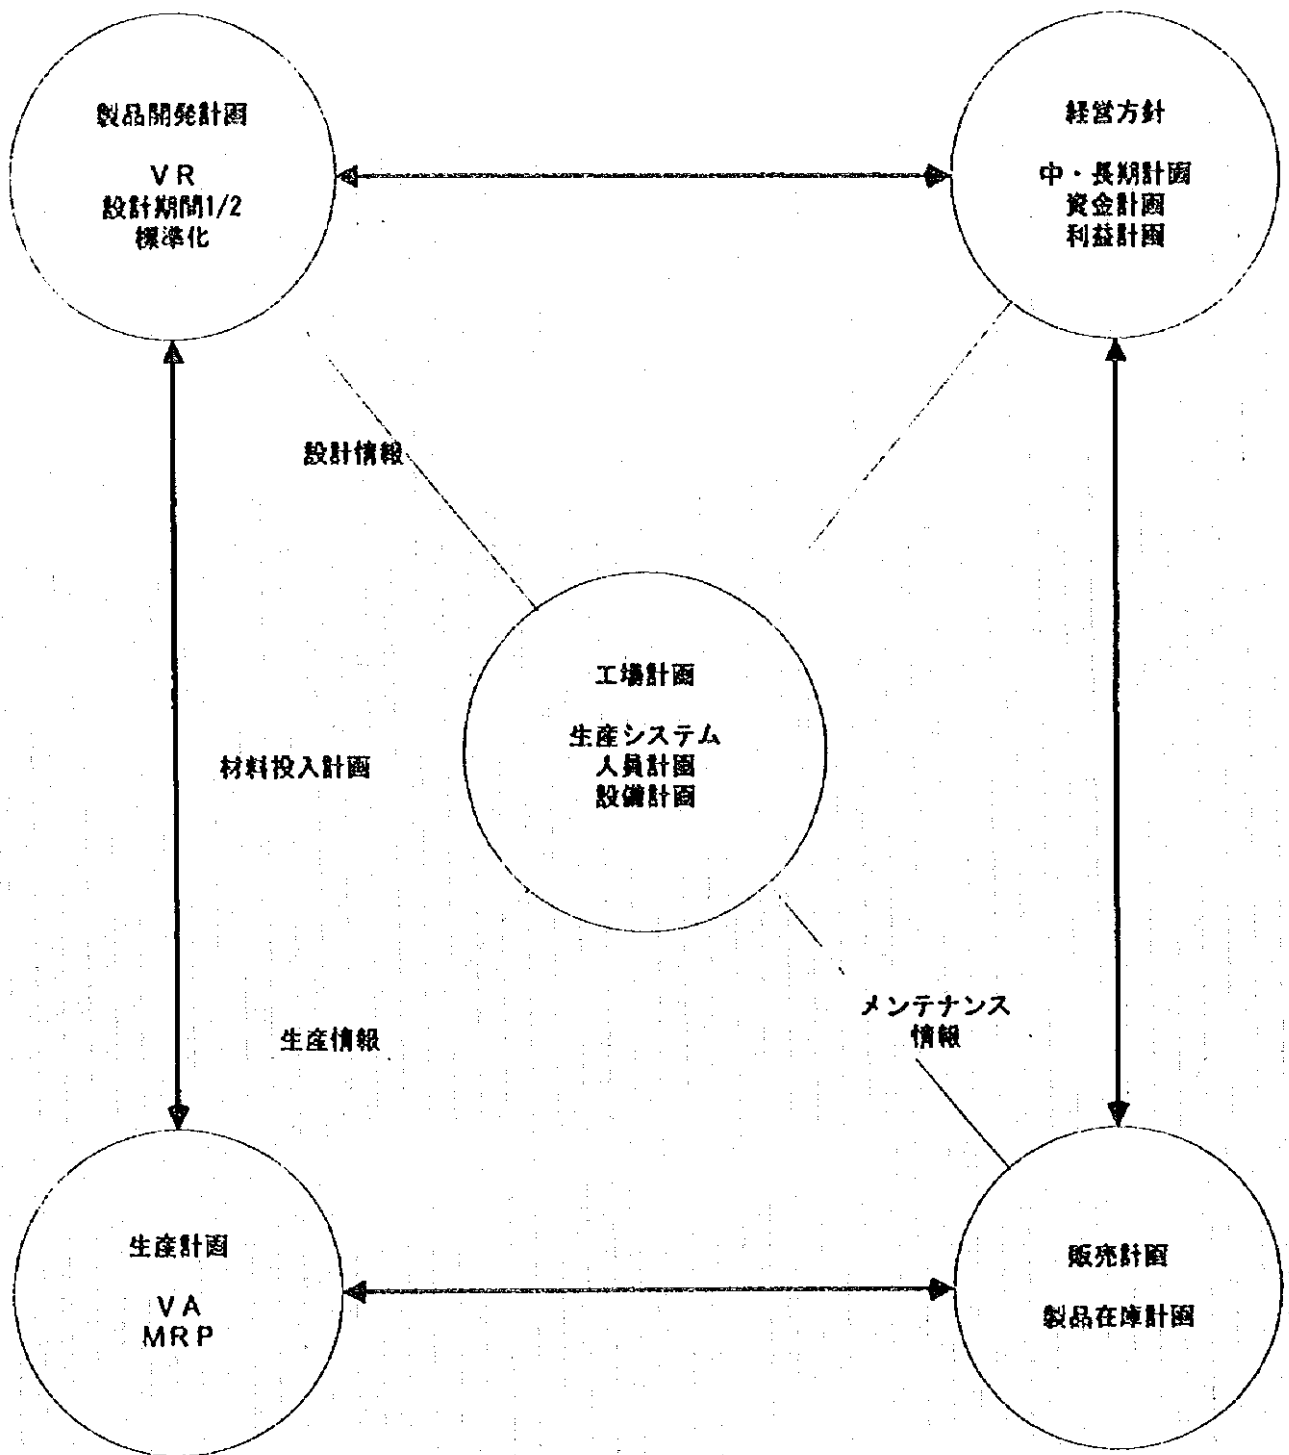 製品開発計画
VR
設計期間1/2
標準化
経営方針
中・長期計画
資金計画
利益計画
設計情報
工場計画
生産システム
人員計画
設備計画
材料投入計画
生産情報
メンテナンス
情報
生産計画
VA
MRP
販売計画
製品在庫計画